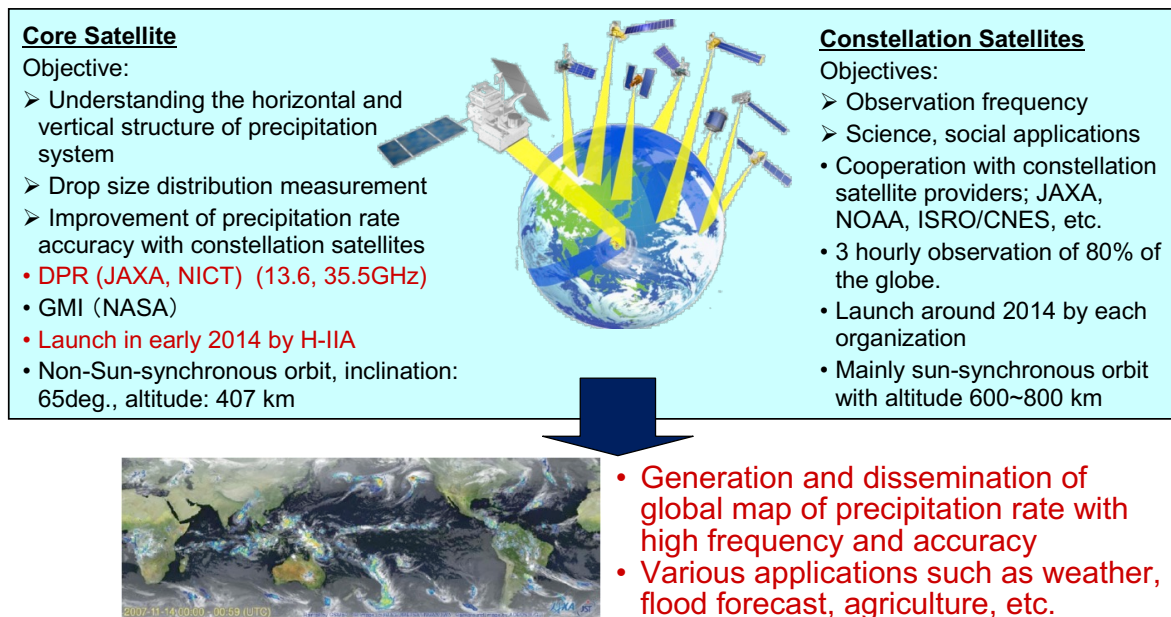 Core Satellite
Objective:
➢ Understanding the horizontal and
vertical structure of precipitation
system
➢ Drop size distribution measurement
➢ Improvement of precipitation rate
accuracy with constellation satellites
• DPR (JAXA, NICT) (13.6, 35.5GHz)
• GMI (NASA)
• Launch in early 2014 by H-IIA
• Non-Sun-synchronous orbit, inclination:
65deg., altitude: 407 km
Constellation Satellites
Objectives:
➢ Observation frequency
➢ Science, social applications
• Cooperation with constellation
satellite providers; JAXA,
NOAA, ISRO/CNES, etc.
• 3 hourly observation of 80% of
the globe.
• Launch around 2014 by each
organization
• Mainly sun-synchronous orbit
with altitude 600~800 km
2007-11-14 00:00 - 00:59 (UTC)
JAXA
• Generation and dissemination of
global map of precipitation rate with
high frequency and accuracy
• Various applications such as weather,
flood forecast, agriculture, etc.